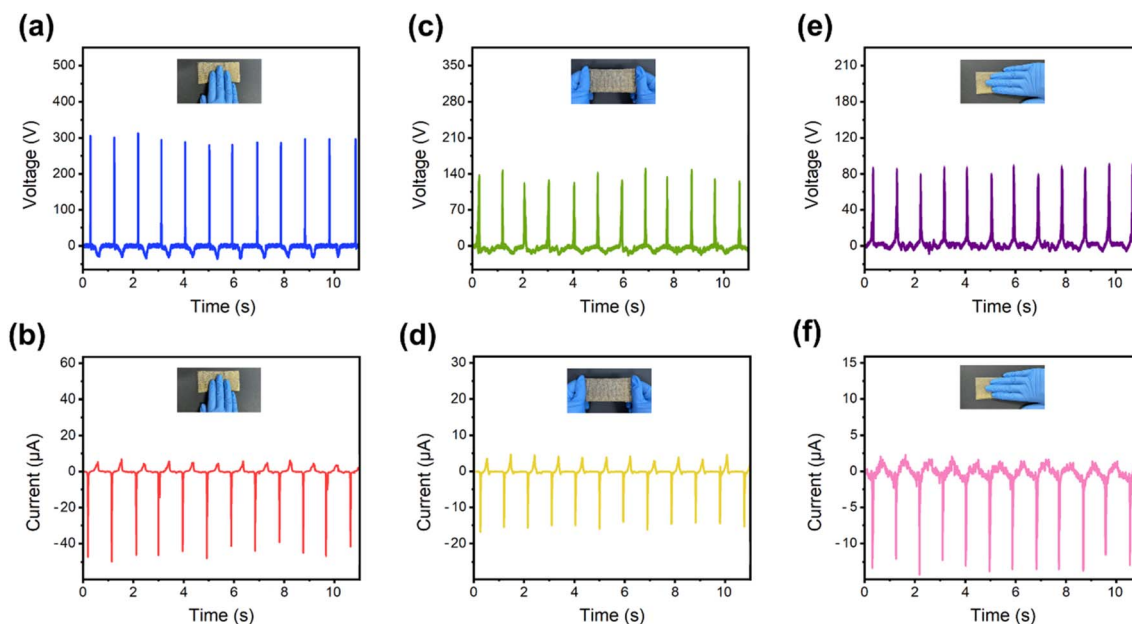 (a)
500
400
300
200
100
0
Voltage (V)
0 2 4 6 8 10
Time (s)
(c)
350
280
210
140
70
0
Voltage (V)
0 2 4 6 8 10
Time (s)
(e)
210
180
120
80
40
0
Voltage (V)
0 2 4 6 8 10
Time (s)
(b)
60
40
20
0
-20
-40
Current (μA)
0 2 4 6 8 10
Time (s)
(d)
30
20
10
0
-10
-20
Current (μA)
0 2 4 6 8 10
Time (s)
(f)
15
10
5
0
-5
-10
Current (μA)
0 2 4 6 8 10
Time (s)